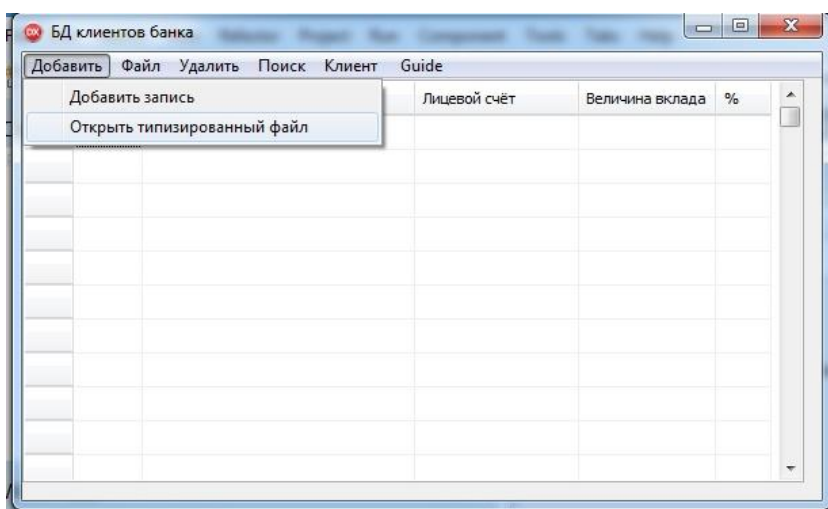 БД клиентов банка
Добавить Файл Удалить Поиск Клиент Guide
Добавить запись
Открыть типизированный файл
Лицевой счёт Величина вклада %